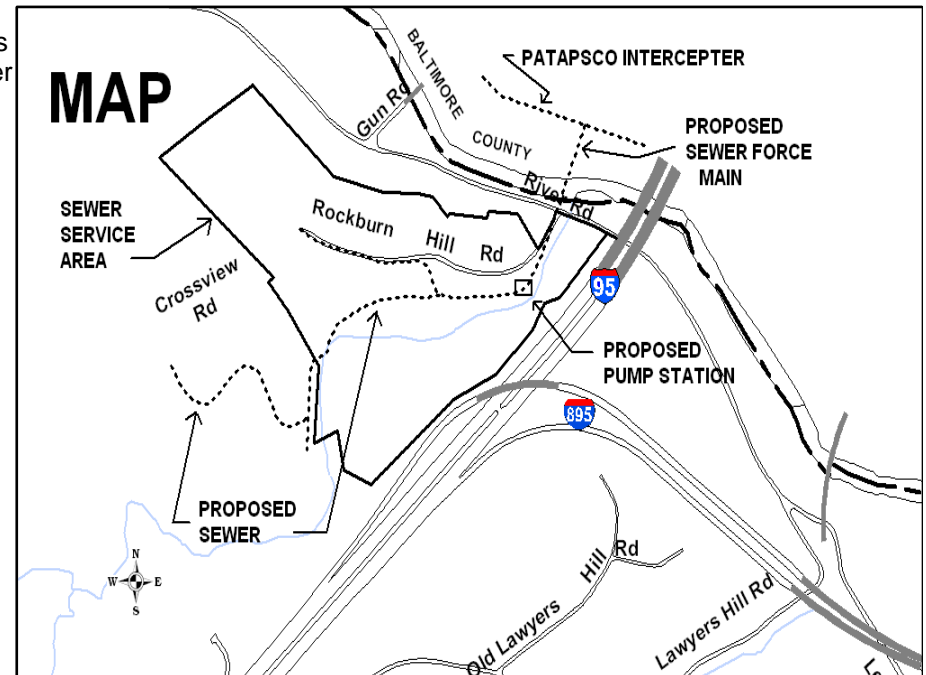 s
er
MAP
BALTIMORE
COUNTY
PATAPSCO INTERCEPTER
Gun Rd
PROPOSED
SEWER FORCE
MAIN
River Rd
SEWER
SERVICE
AREA
Rockburn Hill Rd
Crossview
Rd
95
PROPOSED
PUMP STATION
895
PROPOSED
SEWER
N
W E
S
Old Lawyers Hill Rd
Lawyers Hill Rd